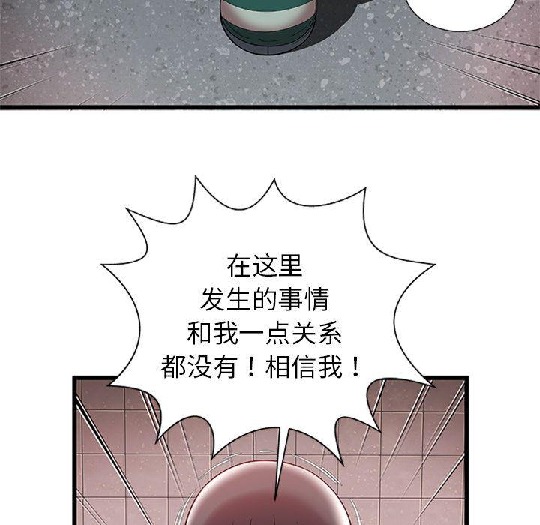 在这里
发生的事情
和我一点关系
都没有！相信我！